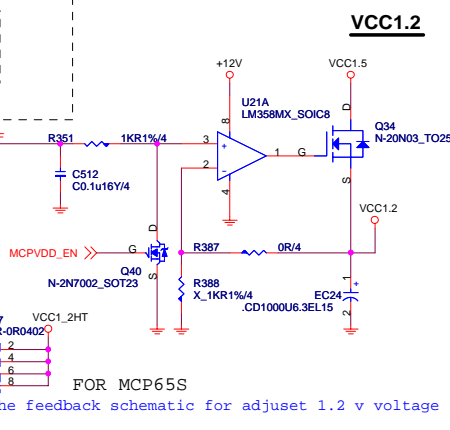 VCC1.2
+12V
VCC1.5
U21A
LM358MX_SOIC8
8
D
Q34
N-20N03_TO25
R351
1KR1%/4
3
+
1
G
2
-
C512
C0.1u16Y/4
4
S
VCC1.2
D
MCPVDD_EN
G
R387
0R/4
Q40
S
N-2N7002_SOT23
R388
X_1KR1%/4
1
+
EC24
.CD1000U6.3EL15
2
VCC1_2HT
R-0R0402
2
4
6
8
FOR MCP65S
he feedback schematic for adjuset 1.2 v voltage